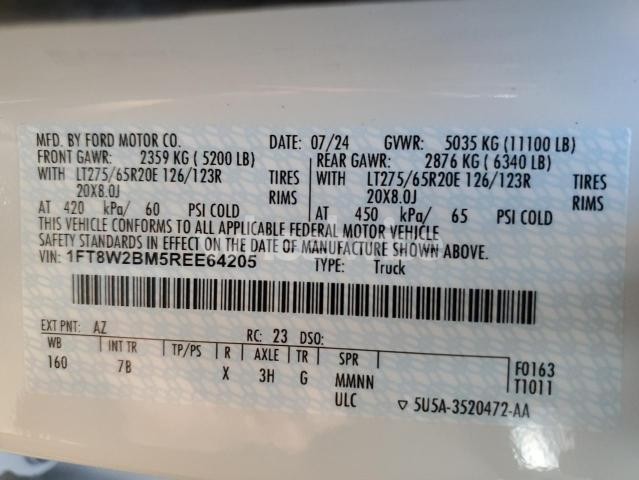 MFD. BY FORD MOTOR CO. DATE: 07/24 GVWR: 5035 KG (11100 LB)
FRONT GAWR: 2359 KG ( 5200 LB) REAR GAWR: 2876 KG ( 6340 LB)
WITH LT275/65R20E 126/123R TIRES WITH LT275/65R20E 126/123R TIRES
20X8.0J RIMS 20X8.0J RIMS
AT 420 kPa/ 60 PSI COLD AT 450 kPa/ 65 PSI COLD
THIS VEHICLE CONFORMS TO ALL APPLICABLE FEDERAL MOTOR VEHICLE
SAFETY STANDARDS IN EFFECT ON THE DATE OF MANUFACTURE SHOWN ABOVE.
VIN: 1FT8W2BM5REE64205 TYPE: Truck
EXT PNT: AZ RC: 23 DSO:
WB INT TR TP/PS R AXLE TR SPR F0163
160 7B X 3H G MMNN T1011
ULC ▽ 5U5A-3520472-AA